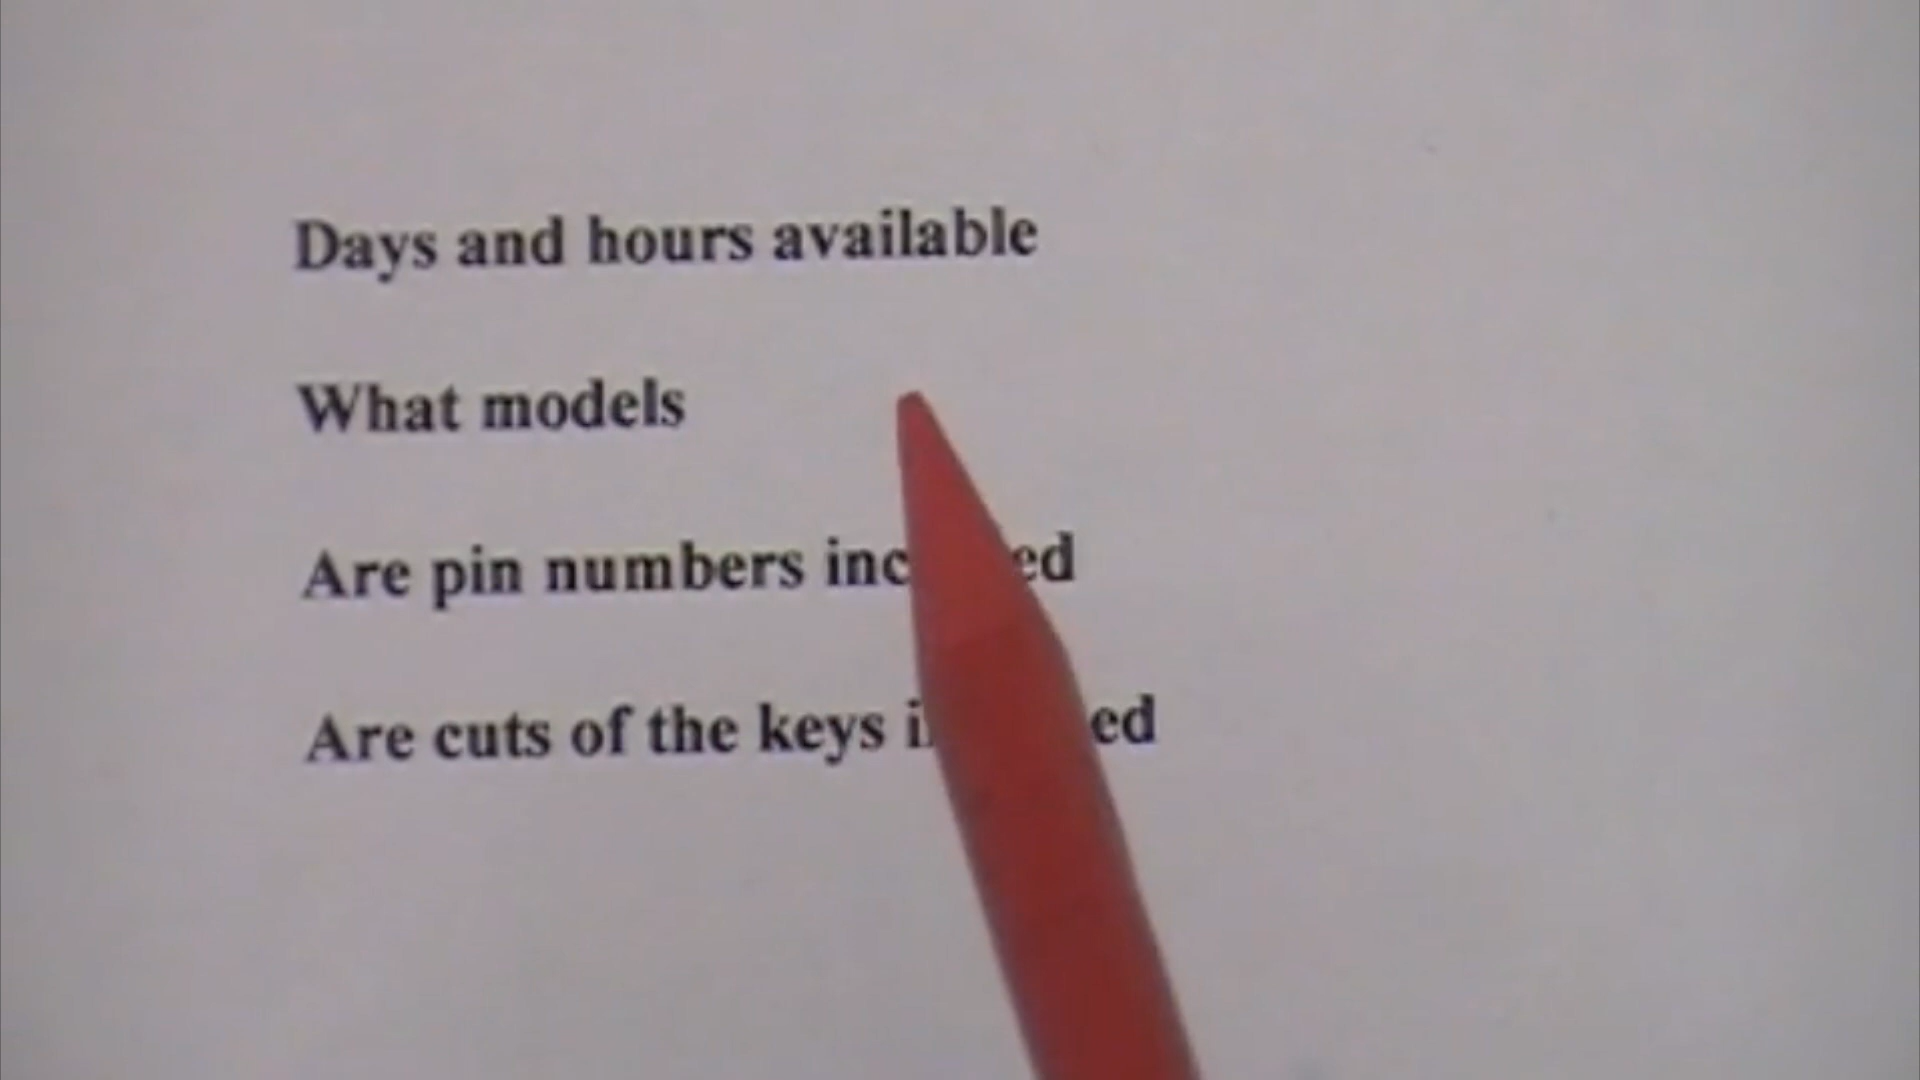 Days and hours available
What models
Are pin numbers
Are cuts of the keys